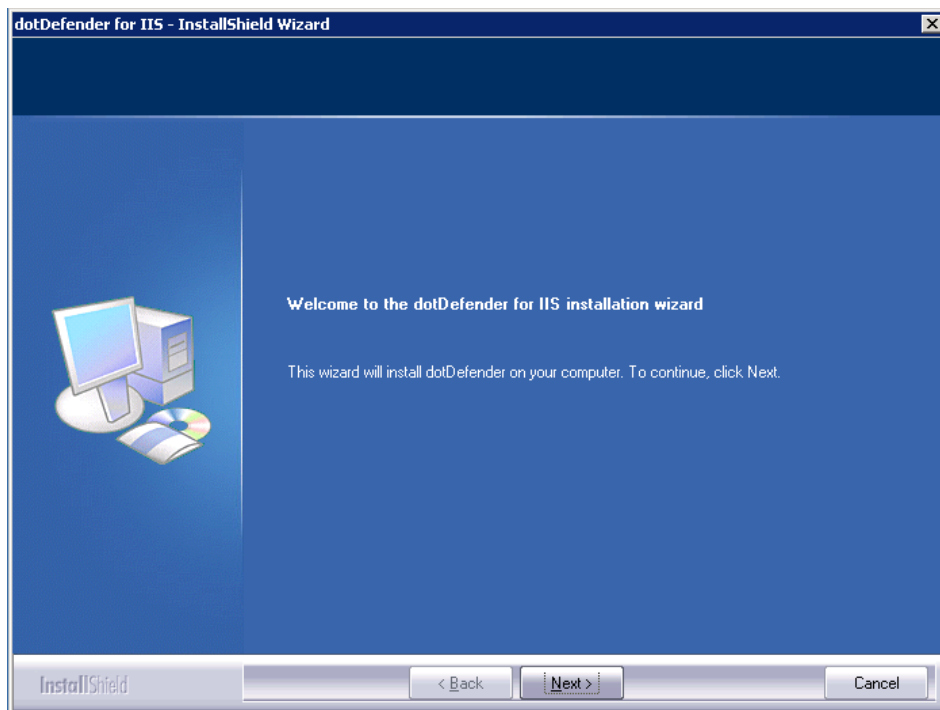 dotDefender for IIS - InstallShield Wizard
Welcome to the dotDefender for IIS installation wizard
This wizard will install dotDefender on your computer. To continue, click Next.
InstallShield
< Back
Next >
Cancel